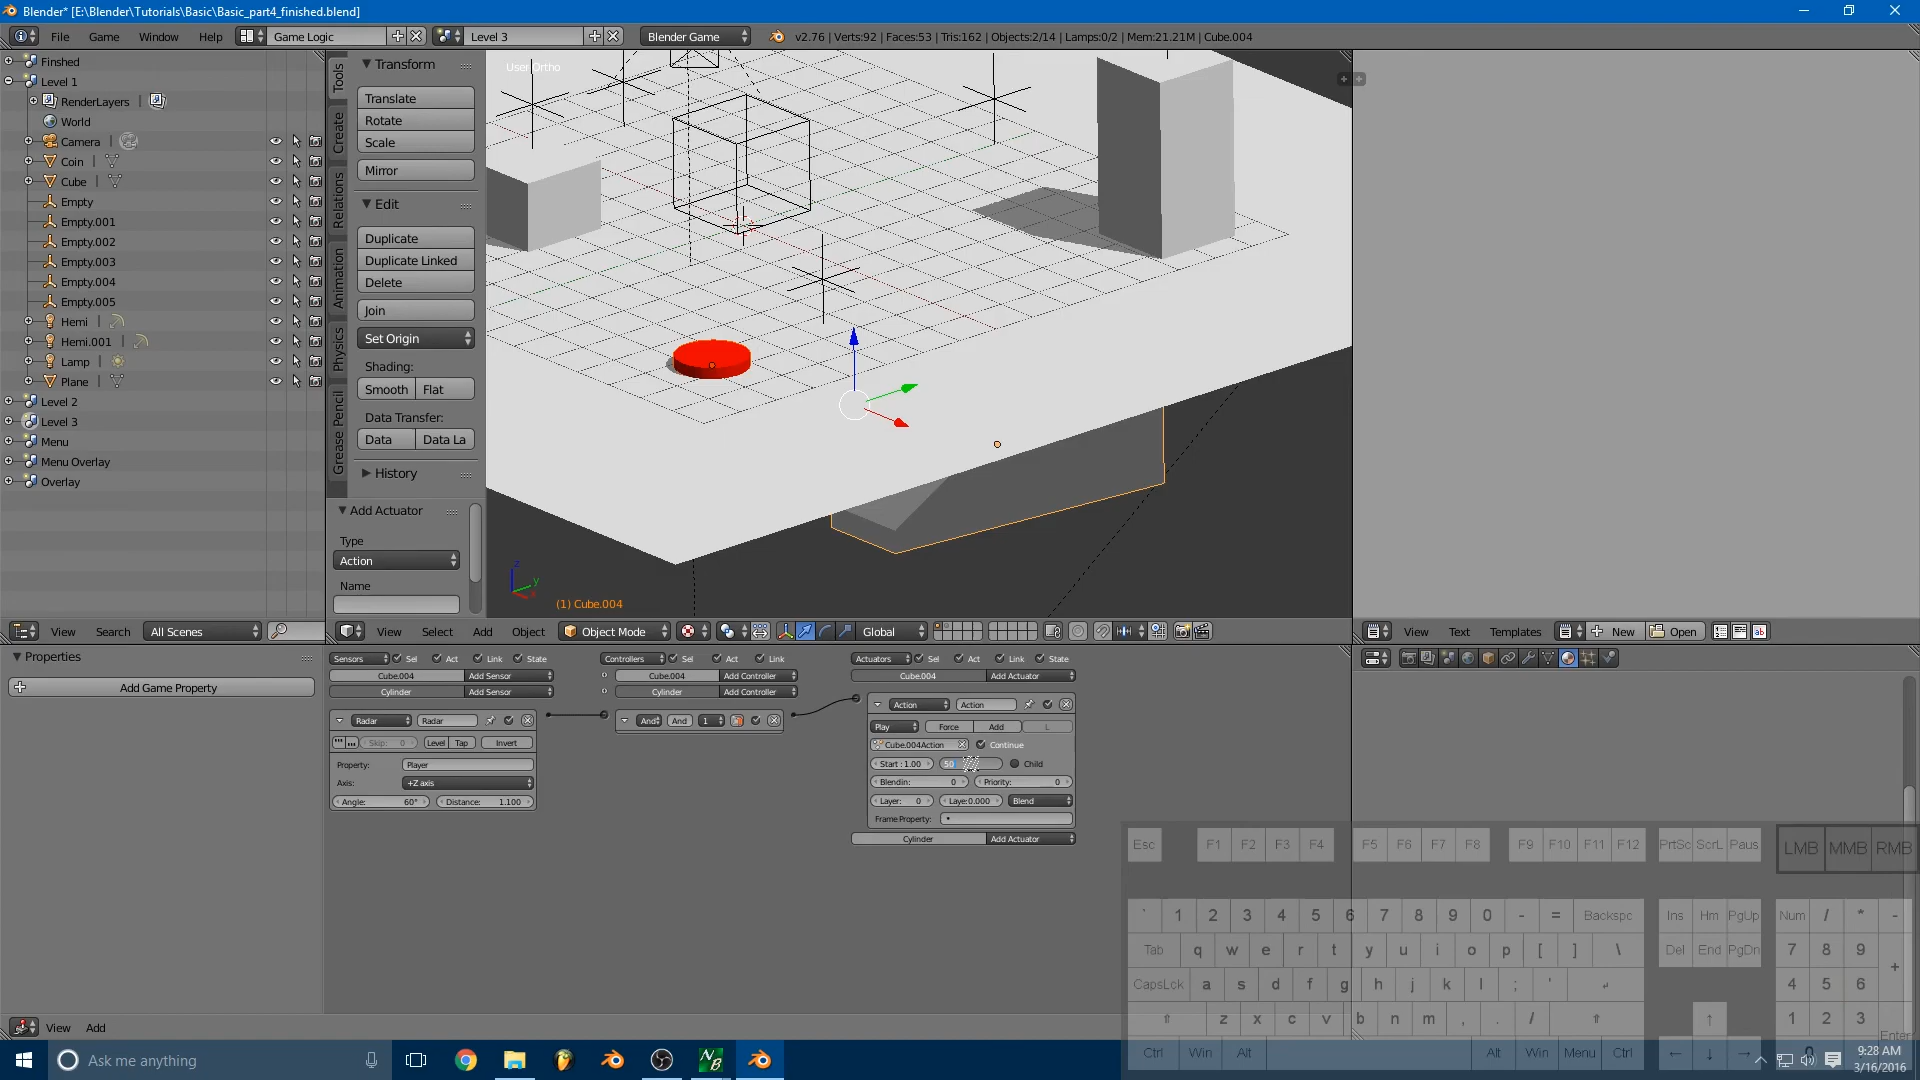 Blender* [E:\Blender\Tutorials\Basic\Basic_part4_finished.blend]
File Game Window Help Game Logic Level 3 Blender Game v2.76 | Verts:92 | Faces:53 | Tris:162 | Objects:2/14 | Lamps:0/2 | Mem:21.21M | Cube.004
Finshed
Level 1
RenderLayers |
World
Camera |
Coin |
Cube |
Empty
Empty.001
Empty.002
Empty.003
Empty.004
Empty.005
Hemi |
Hemi.001 |
Lamp |
Plane |
Level 2
Level 3
Menu
Menu Overlay
Overlay
View Search All Scenes
Tools
Create
Relations
Animation
Physics
Grease Pencil
Transform
Translate
Rotate
Scale
Mirror
Edit
Duplicate
Duplicate Linked
Delete
Join
Set Origin
Shading:
Smooth Flat
Data Transfer:
Data Data La
History
Add Actuator
Type
Action
Name
User Ortho
z
y
x
(1) Cube.004
View Select Add Object Object Mode Global
View Text Templates New Open
Properties
Add Game Property
Sensors Sel Act Link State
Cube.004 Add Sensor
Cylinder Add Sensor
Radar Radar
Skip: 0 Level Tap Invert
Property: Player
Axis: +Z axis
Angle: 60° Distance: 1.100
Controllers Sel Act Link
Cube.004 Add Controller
Cylinder Add Controller
And And 1
Actuators Sel Act Link State
Cube.004 Add Actuator
Action Action
Play Force Add L
Cube.004Action Continue
Start :1.00 50 Child
Blendin: 0 Priority: 0
Layer: 0 Laye:0.000 Blend
Frame Property:
Cylinder Add Actuator
Esc F1 F2 F3 F4 F5 F6 F7 F8 F9 F10 F11 F12 PrtSc ScrL Paus LMB MMB RMB
` 1 2 3 4 5 6 7 8 9 0 - = Backspc Ins Hm PgUp Num / * -
Tab q w e r t y u i o p [ ] \ Del End PgDn 7 8 9 +
CapsLck a s d f g h j k l ; ' ↵ 4 5 6
⇧ z x c v b n m , . / ⇧ ↑ 1 2 3 Enter
Ctrl Win Alt Alt Win Menu Ctrl ← ↓ →
View Add
Ask me anything
9:28 AM
3/16/2016